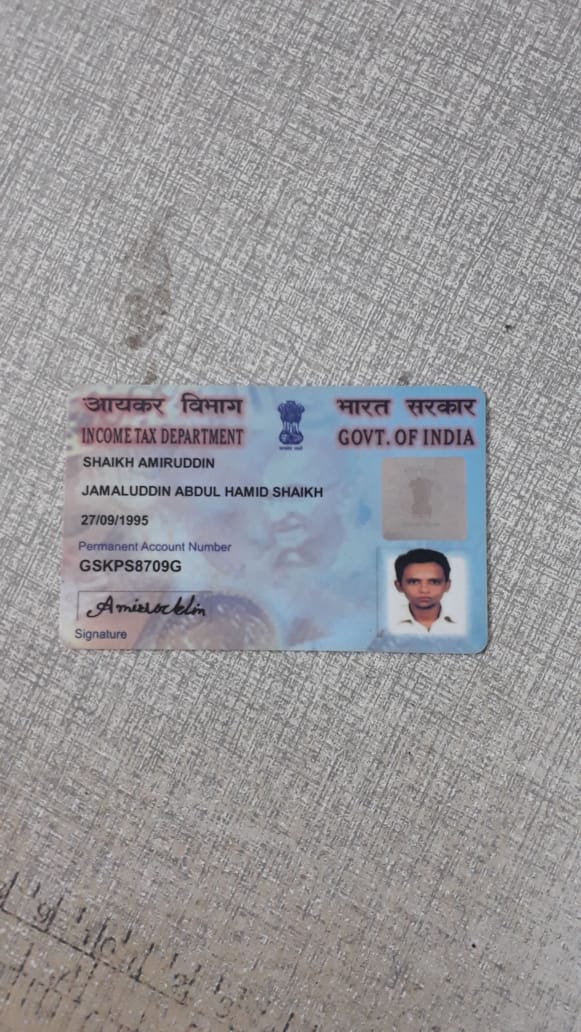 आयकर विभाग भारत सरकार
INCOME TAX DEPARTMENT GOVT. OF INDIA
SHAIKH AMIRUDDIN
JAMALUDDIN ABDUL HAMID SHAIKH
27/09/1995
Permanent Account Number
GSKPS8709G
Signature